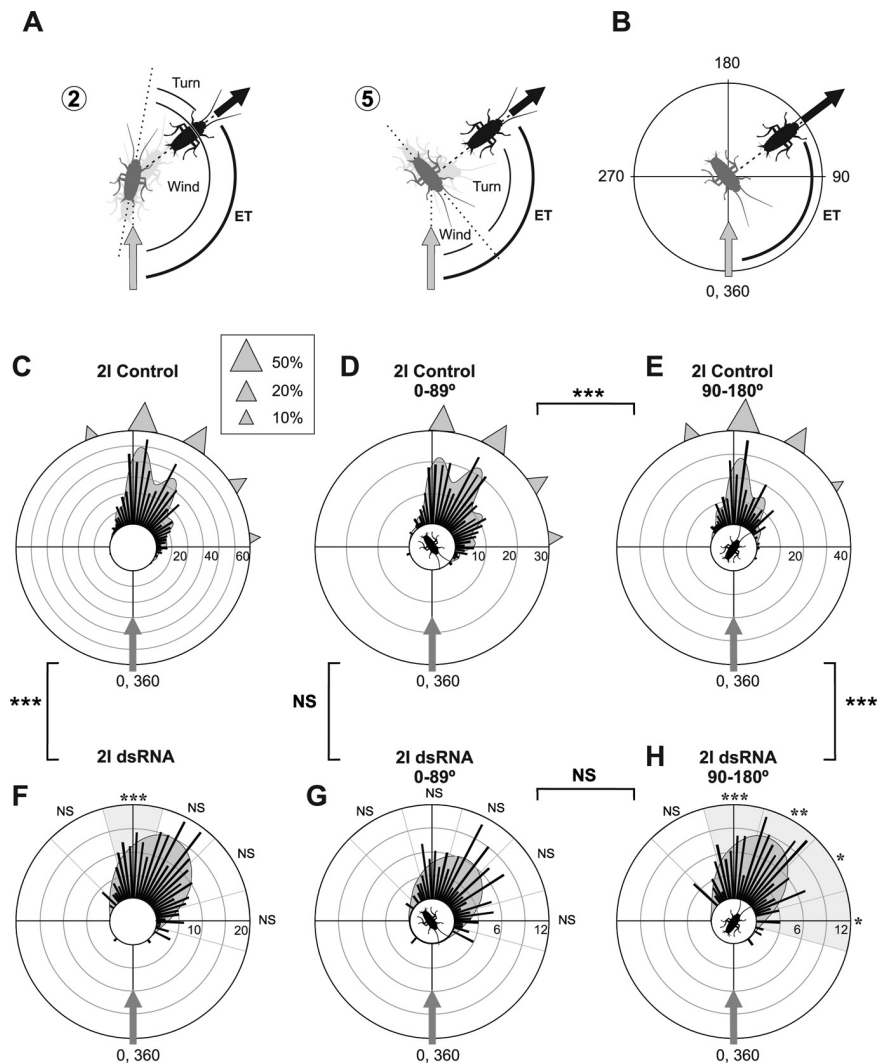 A
B
2
Turn
Wind
ET
5
Turn
Wind
ET
180
270
90
ET
0, 360
C
2I Control
50%
20%
10%
D
2I Control
0-89º
***
E
2I Control
90-180º
20 40 60
10 20 30
20 40
0, 360
0, 360
0, 360
***
NS
***
2I dsRNA
2I dsRNA
0-89º
NS
2I dsRNA
90-180º
F
NS
***
NS
NS
NS
10 20
G
NS
NS
NS
NS
NS
6 12
H
NS
***
**
*
*
6 12
0, 360
0, 360
0, 360